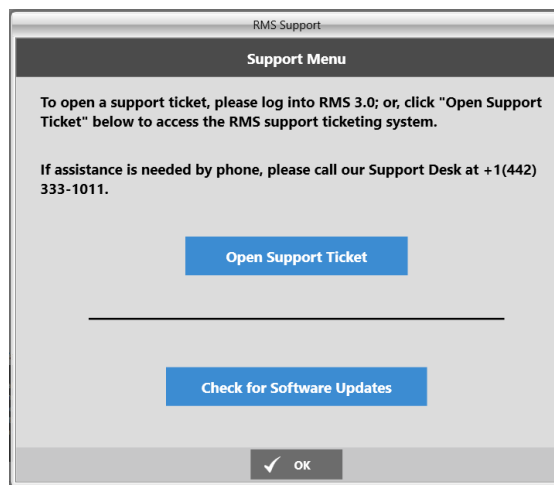 RMS Support
Support Menu
To open a support ticket, please log into RMS 3.0; or, click "Open Support
Ticket" below to access the RMS support ticketing system.
If assistance is needed by phone, please call our Support Desk at +1(442)
333-1011.
Open Support Ticket
Check for Software Updates
OK